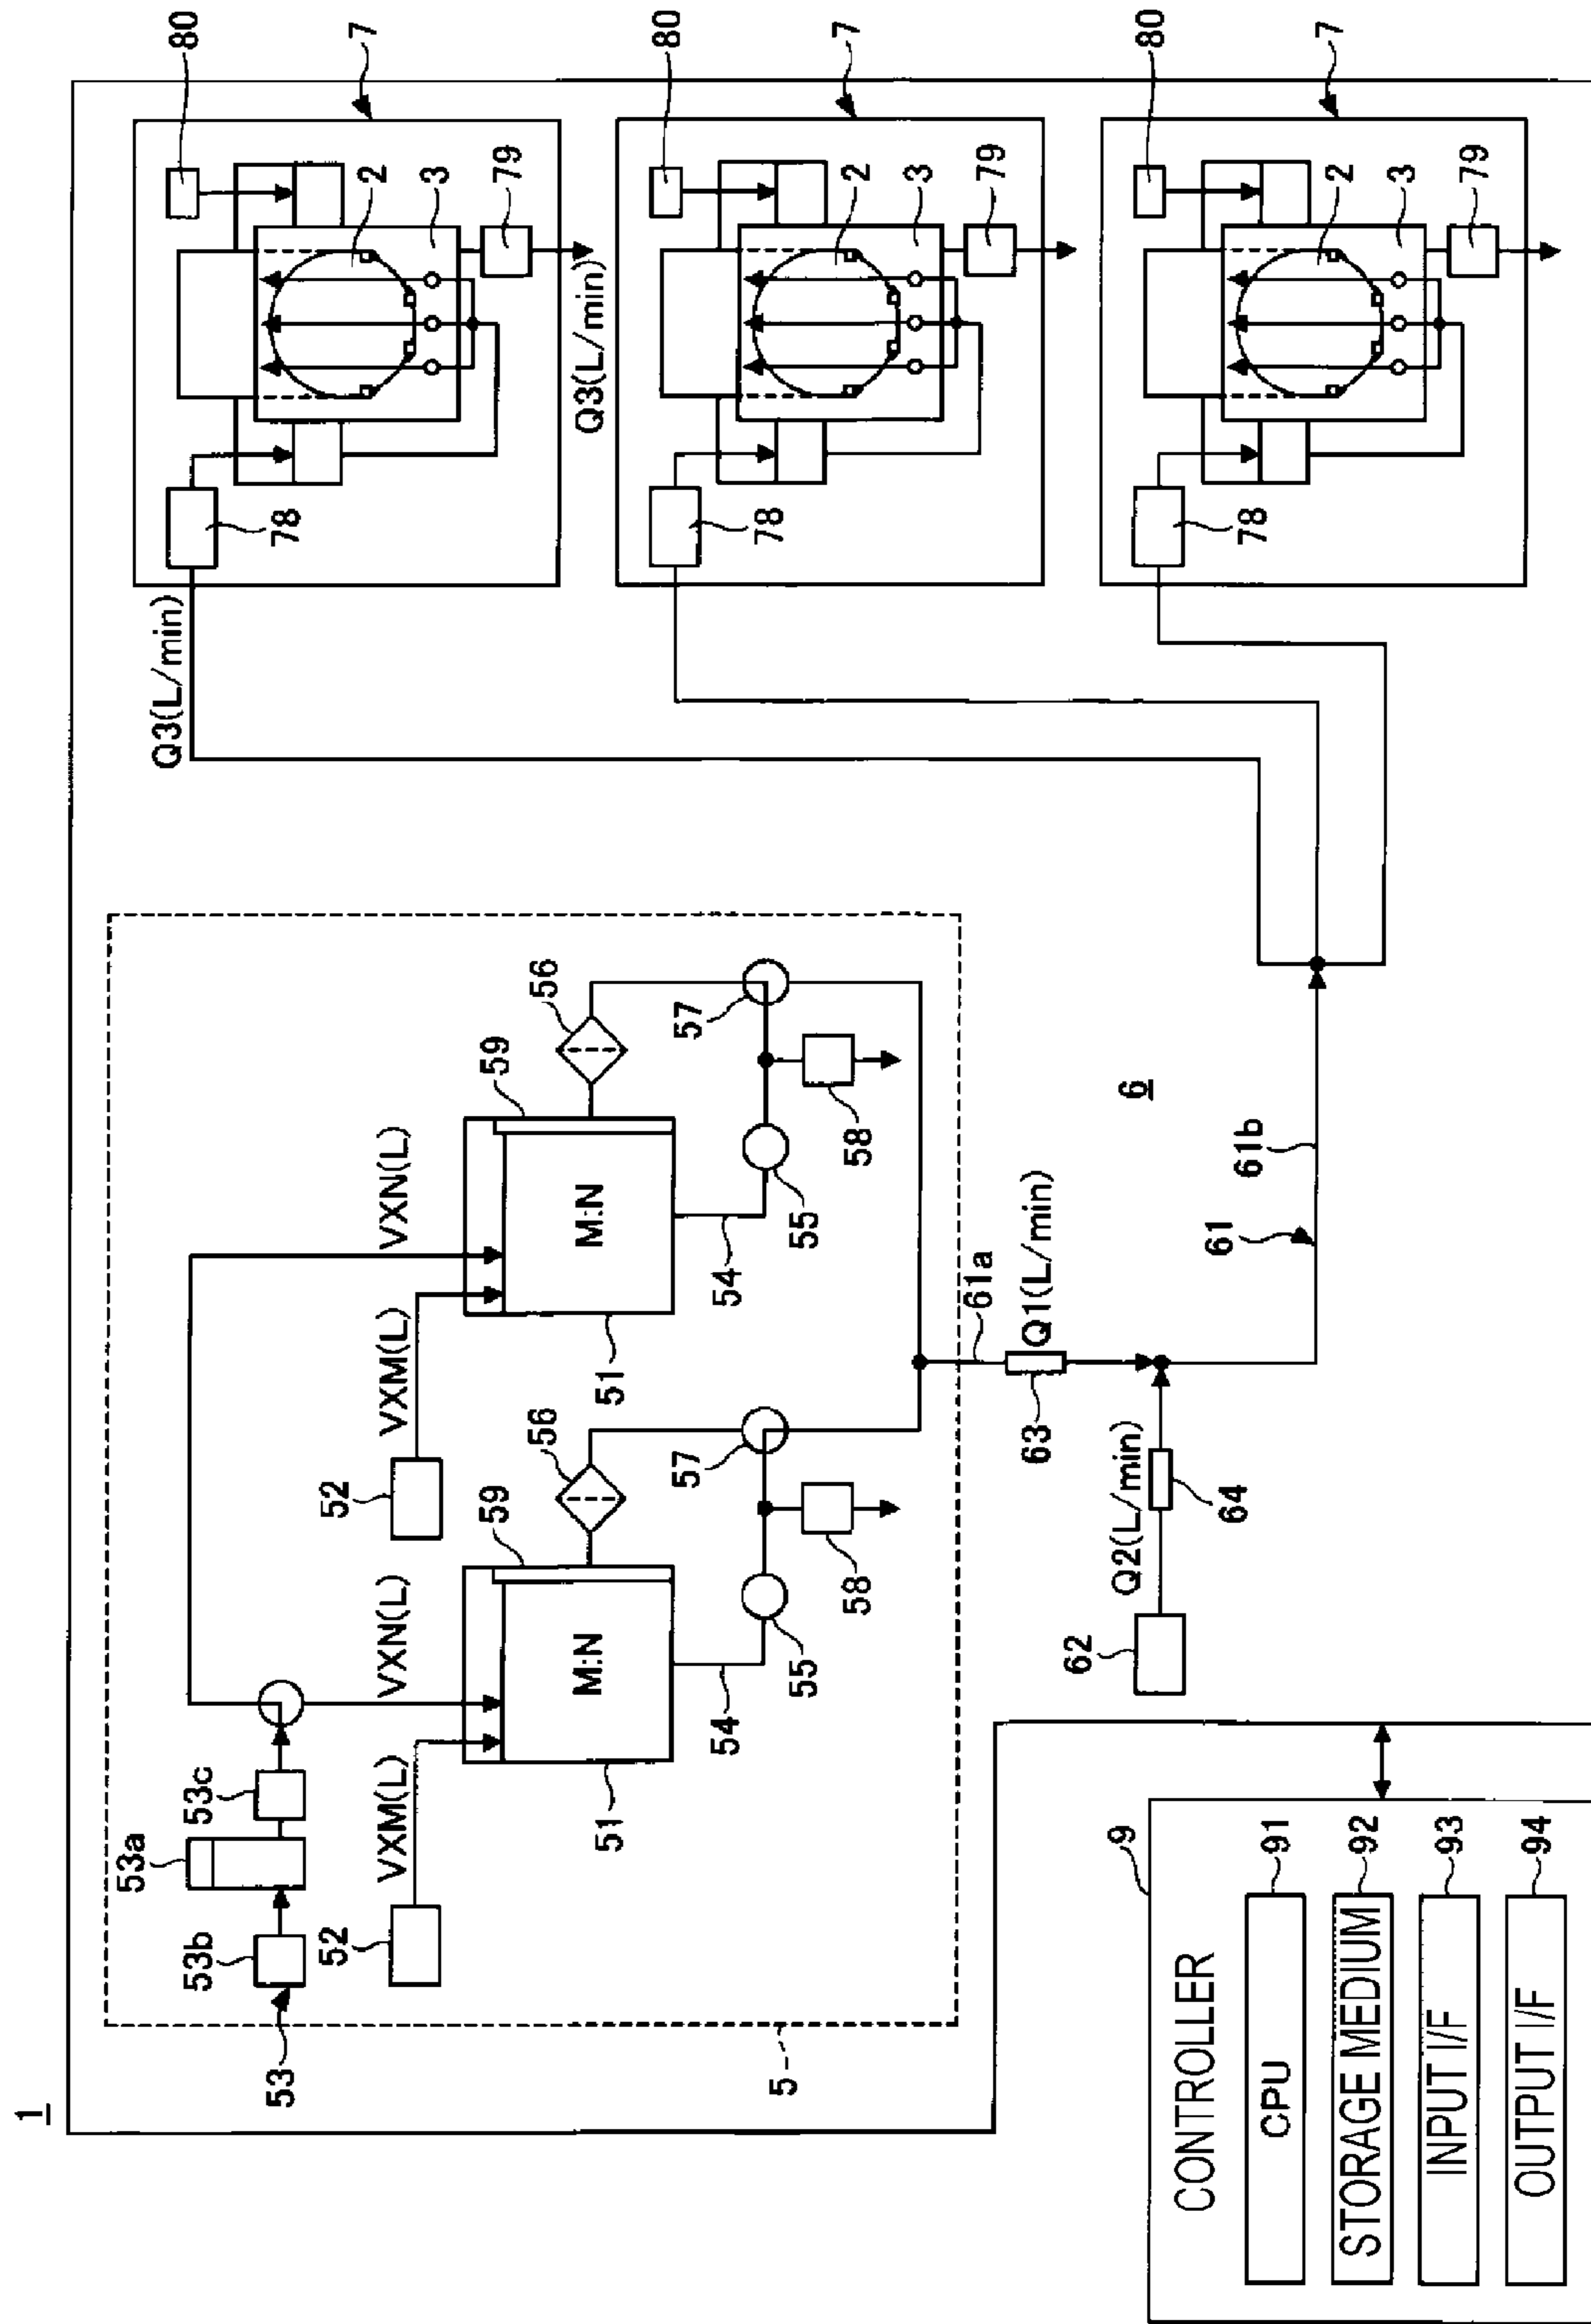 1
53
53b
53a
53c
52
VXM(L)
VXN(L)
52
VXM(L)
VXN(L)
51
M:N
59
56
51
M:N
59
56
54
55
57
58
54
55
57
58
5
61a
63
Q1(L/min)
62
Q2(L/min)
64
6
61
61b
Q3(L/min)
78
80
7
2
3
79
Q3(L/min)
78
80
7
2
3
79
78
80
7
2
3
79
9
CONTROLLER
CPU
91
STORAGE MEDIUM
92
INPUT I/F
93
OUTPUT I/F
94